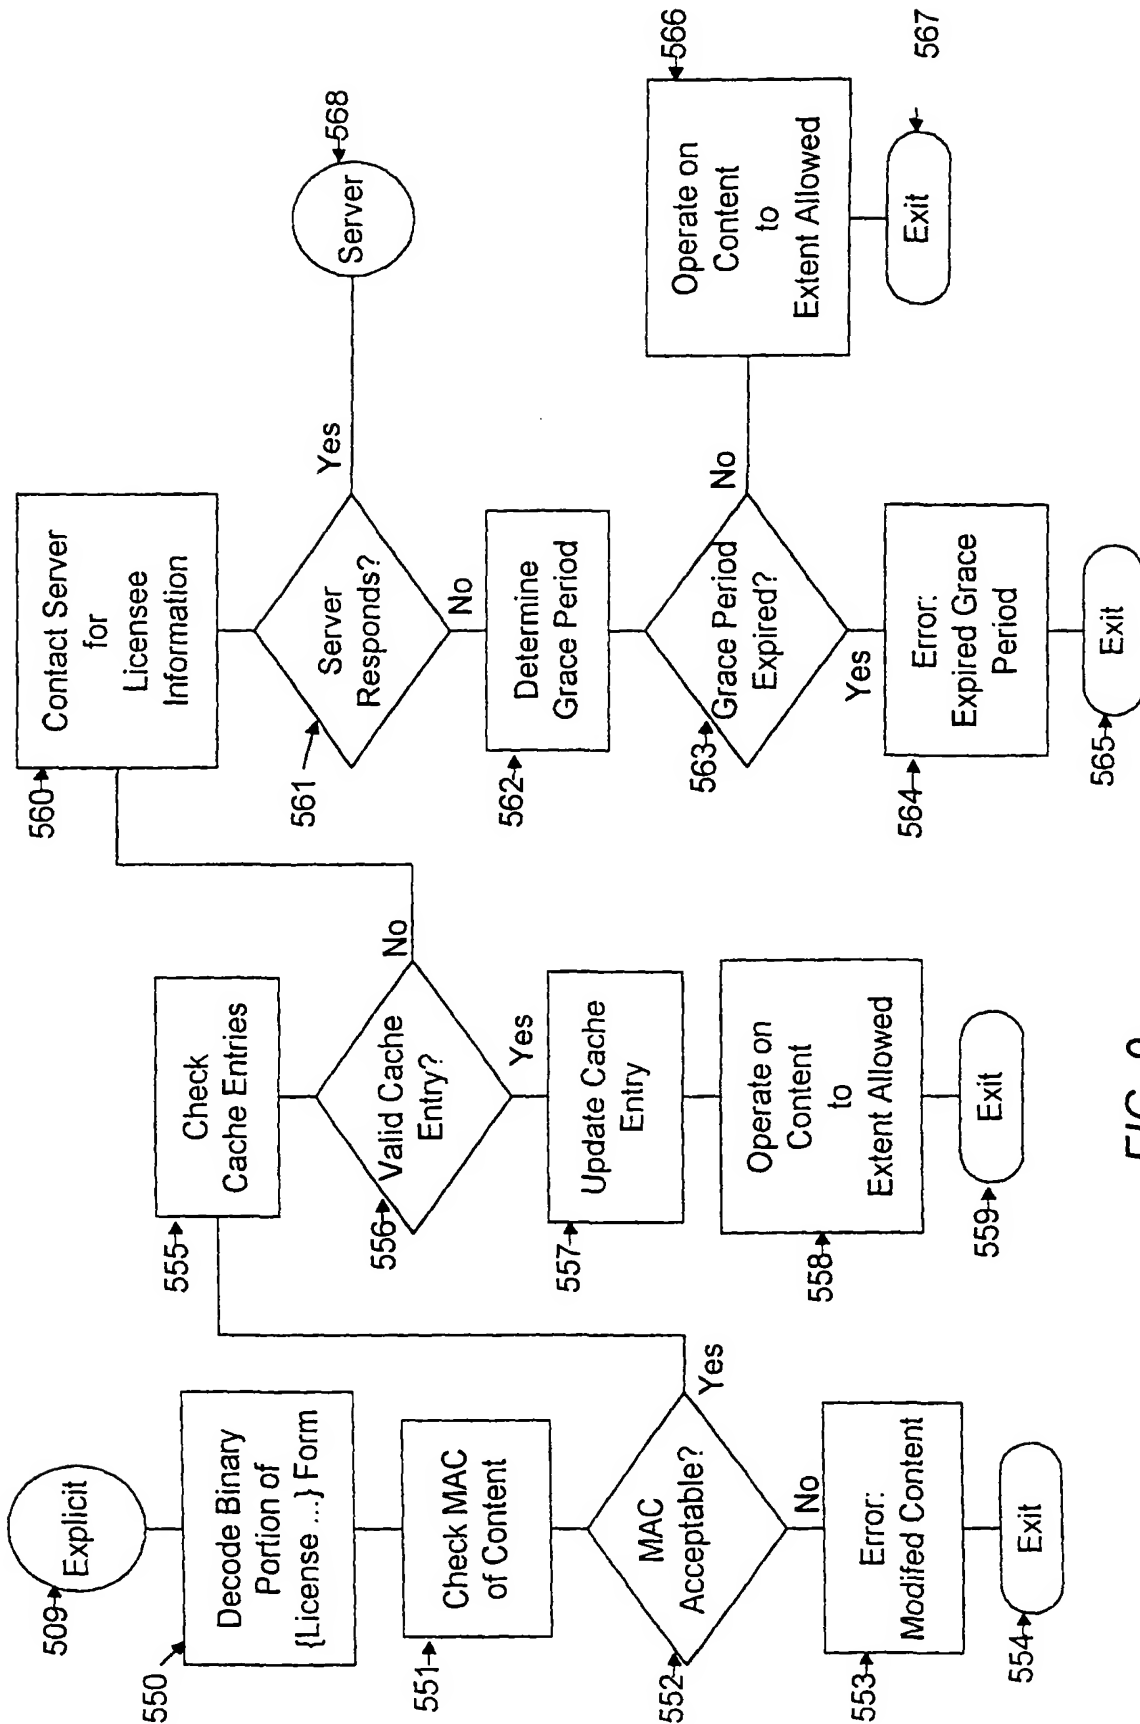 509
Explicit
550
Decode Binary
Portion of
{License ...} Form
551
Check MAC
of Content
552
MAC
Acceptable?
Yes
No
553
Error:
Modifed Content
554
Exit
555
Check
Cache Entries
556
Valid Cache
Entry?
No
Yes
557
Update Cache
Entry
558
Operate on
Content
to
Extent Allowed
559
Exit
560
Contact Server
for
Licensee
Information
561
Server
Responds?
Yes
No
568
Server
562
Determine
Grace Period
563
Grace Period
Expired?
No
Yes
564
Error:
Expired Grace
Period
565
Exit
566
Operate on
Content
to
Extent Allowed
567
Exit